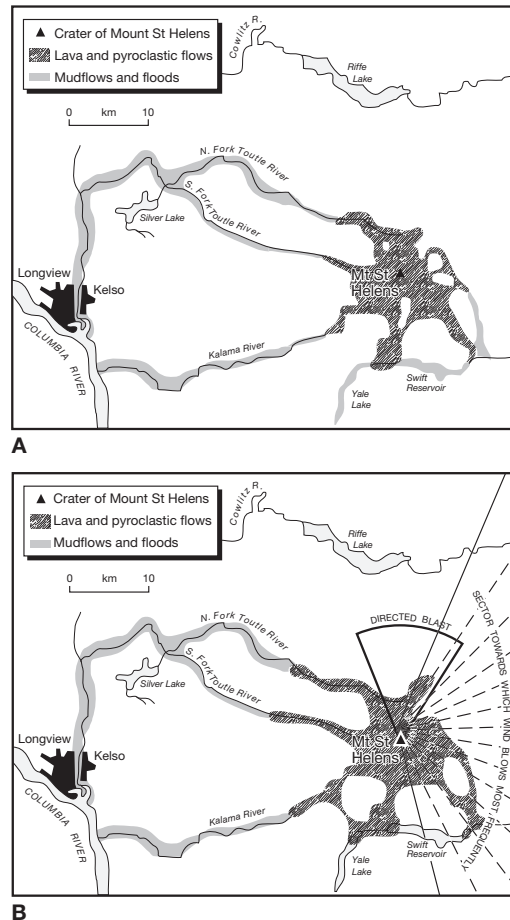 Crater of Mount St Helens
Lava and pyroclastic flows
Mudflows and floods
0 km 10
Cowlitz R.
Riffe
Lake
N. Fork Toutle River
S. Fork Toutle River
Silver Lake
Mt St
Helens
Longview
Kelso
COLUMBIA RIVER
Kalama River
Yale
Lake
Swift
Reservoir
A
Crater of Mount St Helens
Lava and pyroclastic flows
Mudflows and floods
0 km 10
Cowlitz R.
Riffe
Lake
DIRECTED BLAST
SECTOR TOWARDS WHICH WIND BLOWS MOST FREQUENTLY
N. Fork Toutle River
S. Fork Toutle River
Silver Lake
Mt St
Helens
Longview
Kelso
COLUMBIA RIVER
Kalama River
Yale
Lake
Swift
Reservoir
B